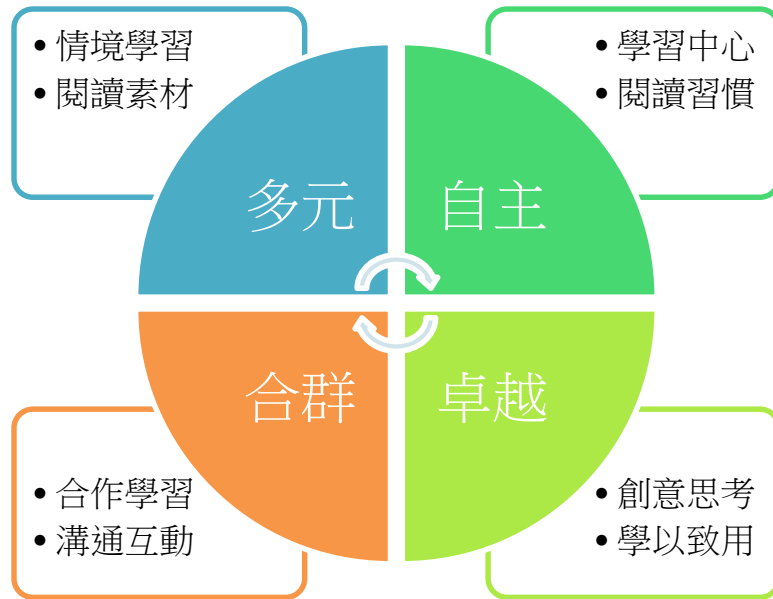 • 情境學習
• 閱讀素材
• 學習中心
• 閱讀習慣
多元
自主
合群
卓越
• 合作學習
• 溝通互動
• 創意思考
• 學以致用